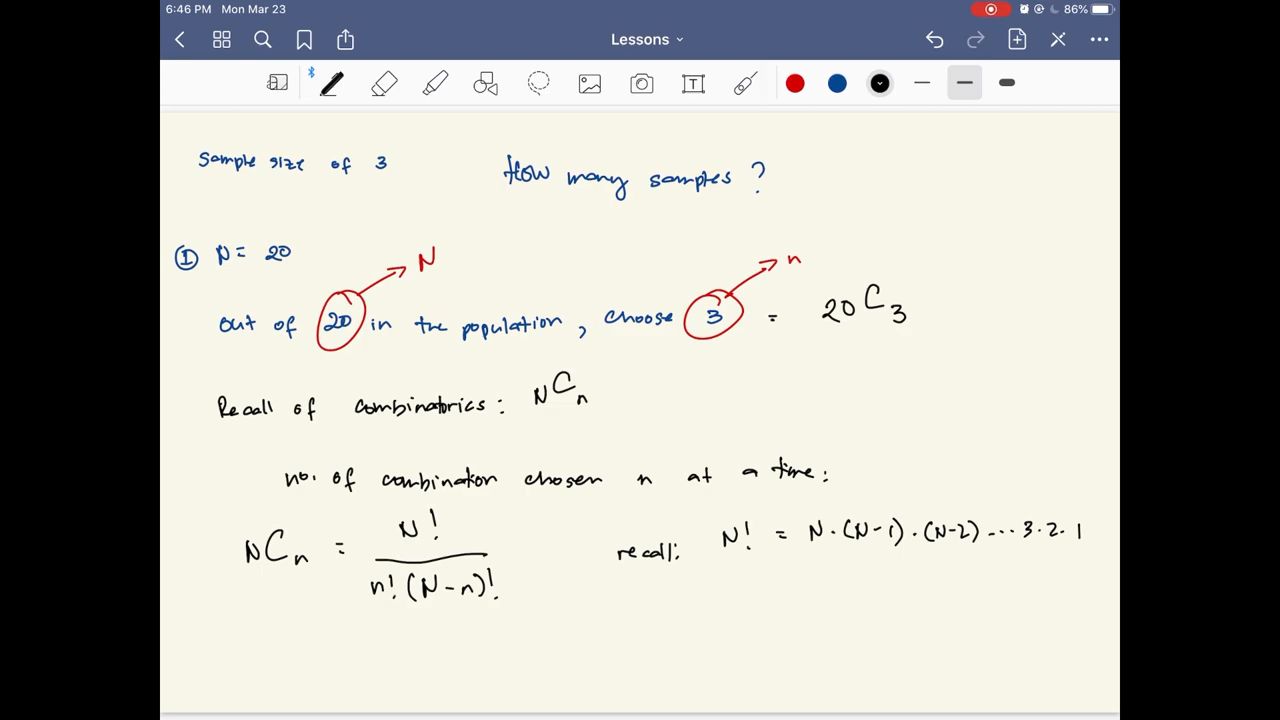 6:46 PM Mon Mar 23 86%
Lessons
T
Sample size of 3 How many samples ?
① N = 20
N n
out of 20 in the population, choose 3 = 20C3
Recall of combinatorics : NCn
no. of combination chosen n at a time :
NCn = N! / n!(N-n)! recall: N! = N·(N-1)·(N-2) ... 3·2·1